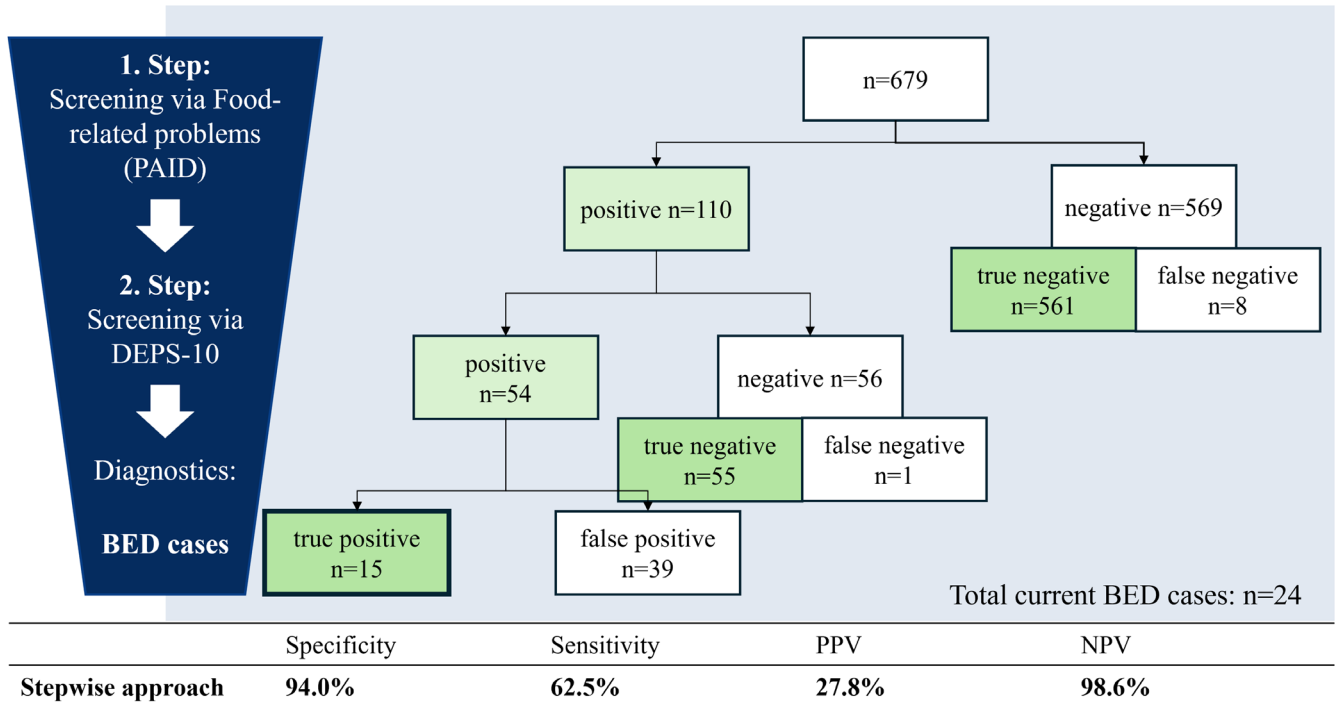 1. Step:
Screening via Food-
related problems
(PAID)
2. Step:
Screening via
DEPS-10
Diagnostics:
BED cases
n=679
positive n=110
negative n=569
true negative
n=561
false negative
n=8
positive
n=54
negative n=56
true negative
n=55
false negative
n=1
true positive
n=15
false positive
n=39
Total current BED cases: n=24
Specificity Sensitivity PPV NPV
Stepwise approach 94.0% 62.5% 27.8% 98.6%